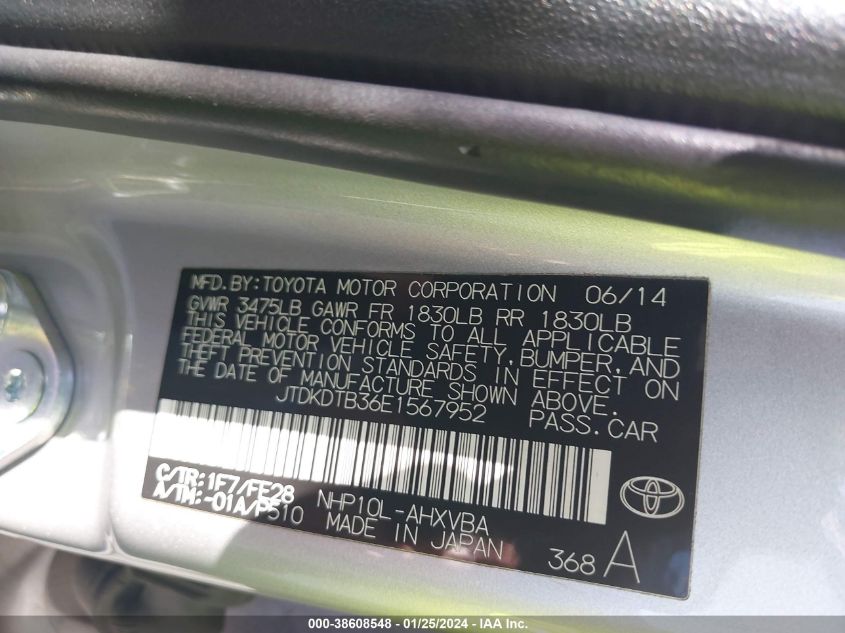 MFD. BY: TOYOTA MOTOR CORPORATION 06/14
GVWR 3475LB GAWR FR 1830LB RR 1830LB
THIS VEHICLE CONFORMS TO ALL APPLICABLE
FEDERAL MOTOR VEHICLE SAFETY, BUMPER, AND
THEFT PREVENTION STANDARDS IN EFFECT ON
THE DATE OF MANUFACTURE SHOWN ABOVE.
JTDKDTB36E1567952 PASS. CAR
C/TR: 1F7/FE28 NHP10L-AHXVBA
A/TM: -01A/P510 MADE IN JAPAN 368 A
000-38608548 · 01/25/2024 - IAA Inc.